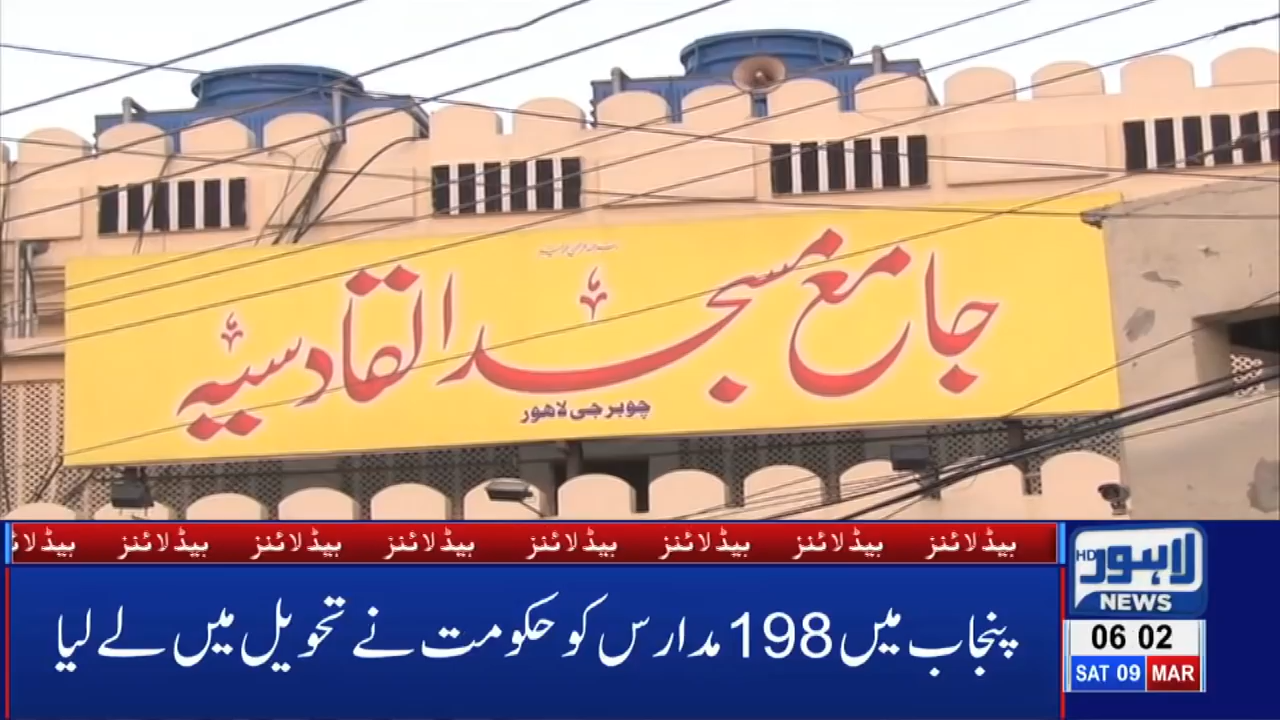 جامع مسجد القادسیہ
چوبرجی لاھور
ہیڈلائنز ہیڈلائنز ہیڈلائنز ہیڈلائنز ہیڈلائنز ہیڈلائنز ہیڈلائنز ہیڈلائنز
HD لاہور
NEWS
پنجاب میں 198 مدارس کو حکومت نے تحویل میں لے لیا
06 02
SAT 09 MAR